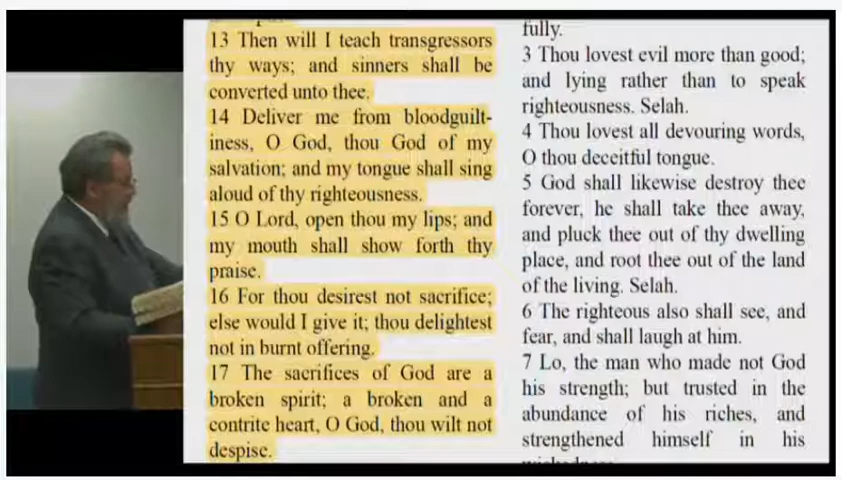 13 Then will I teach transgressors
thy ways; and sinners shall be
converted unto thee.
14 Deliver me from bloodguilt-
iness, O God, thou God of my
salvation; and my tongue shall sing
aloud of thy righteousness.
15 O Lord, open thou my lips; and
my mouth shall show forth thy
praise.
16 For thou desirest not sacrifice;
else would I give it; thou delightest
not in burnt offering.
17 The sacrifices of God are a
broken spirit; a broken and a
contrite heart, O God, thou wilt not
despise.
fully.
3 Thou lovest evil more than good;
and lying rather than to speak
righteousness. Selah.
4 Thou lovest all devouring words,
O thou deceitful tongue.
5 God shall likewise destroy thee
forever, he shall take thee away,
and pluck thee out of thy dwelling
place, and root thee out of the land
of the living. Selah.
6 The righteous also shall see, and
fear, and shall laugh at him.
7 Lo, the man who made not God
his strength; but trusted in the
abundance of his riches, and
strengthened himself in his